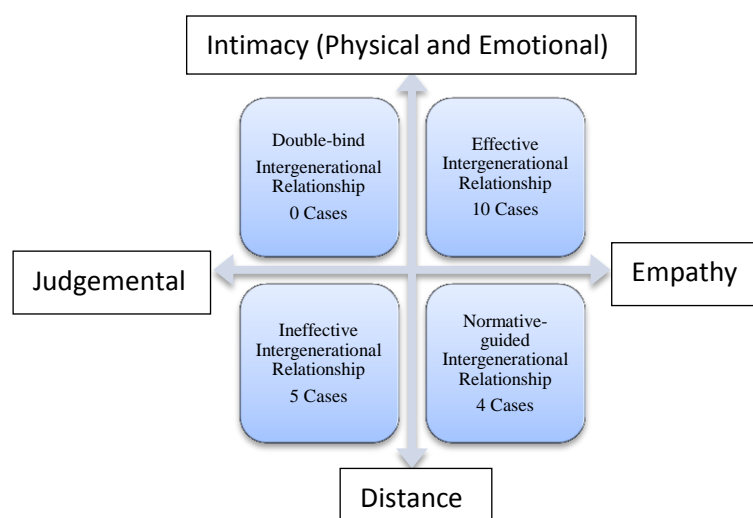 Intimacy (Physical and Emotional)
Double-bind
Intergenerational
Relationship
0 Cases
Effective
Intergenerational
Relationship
10 Cases
Judgemental
Empathy
Ineffective
Intergenerational
Relationship
5 Cases
Normative-
guided
Intergenerational
Relationship
4 Cases
Distance